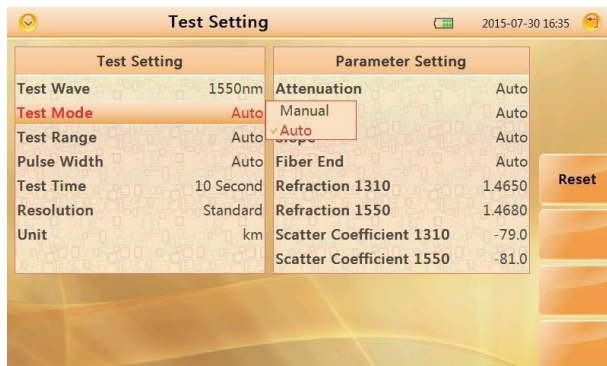 Test Setting
2015-07-30 16:35
Test Setting
Test Wave 1550nm
Test Mode Auto
Test Range Auto
Pulse Width Auto
Test Time 10 Second
Resolution Standard
Unit km
Manual
Auto
Parameter Setting
Attenuation Auto
Auto
Auto
Fiber End Auto
Refraction 1310 1.4650
Refraction 1550 1.4680
Scatter Coefficient 1310 -79.0
Scatter Coefficient 1550 -81.0
Reset